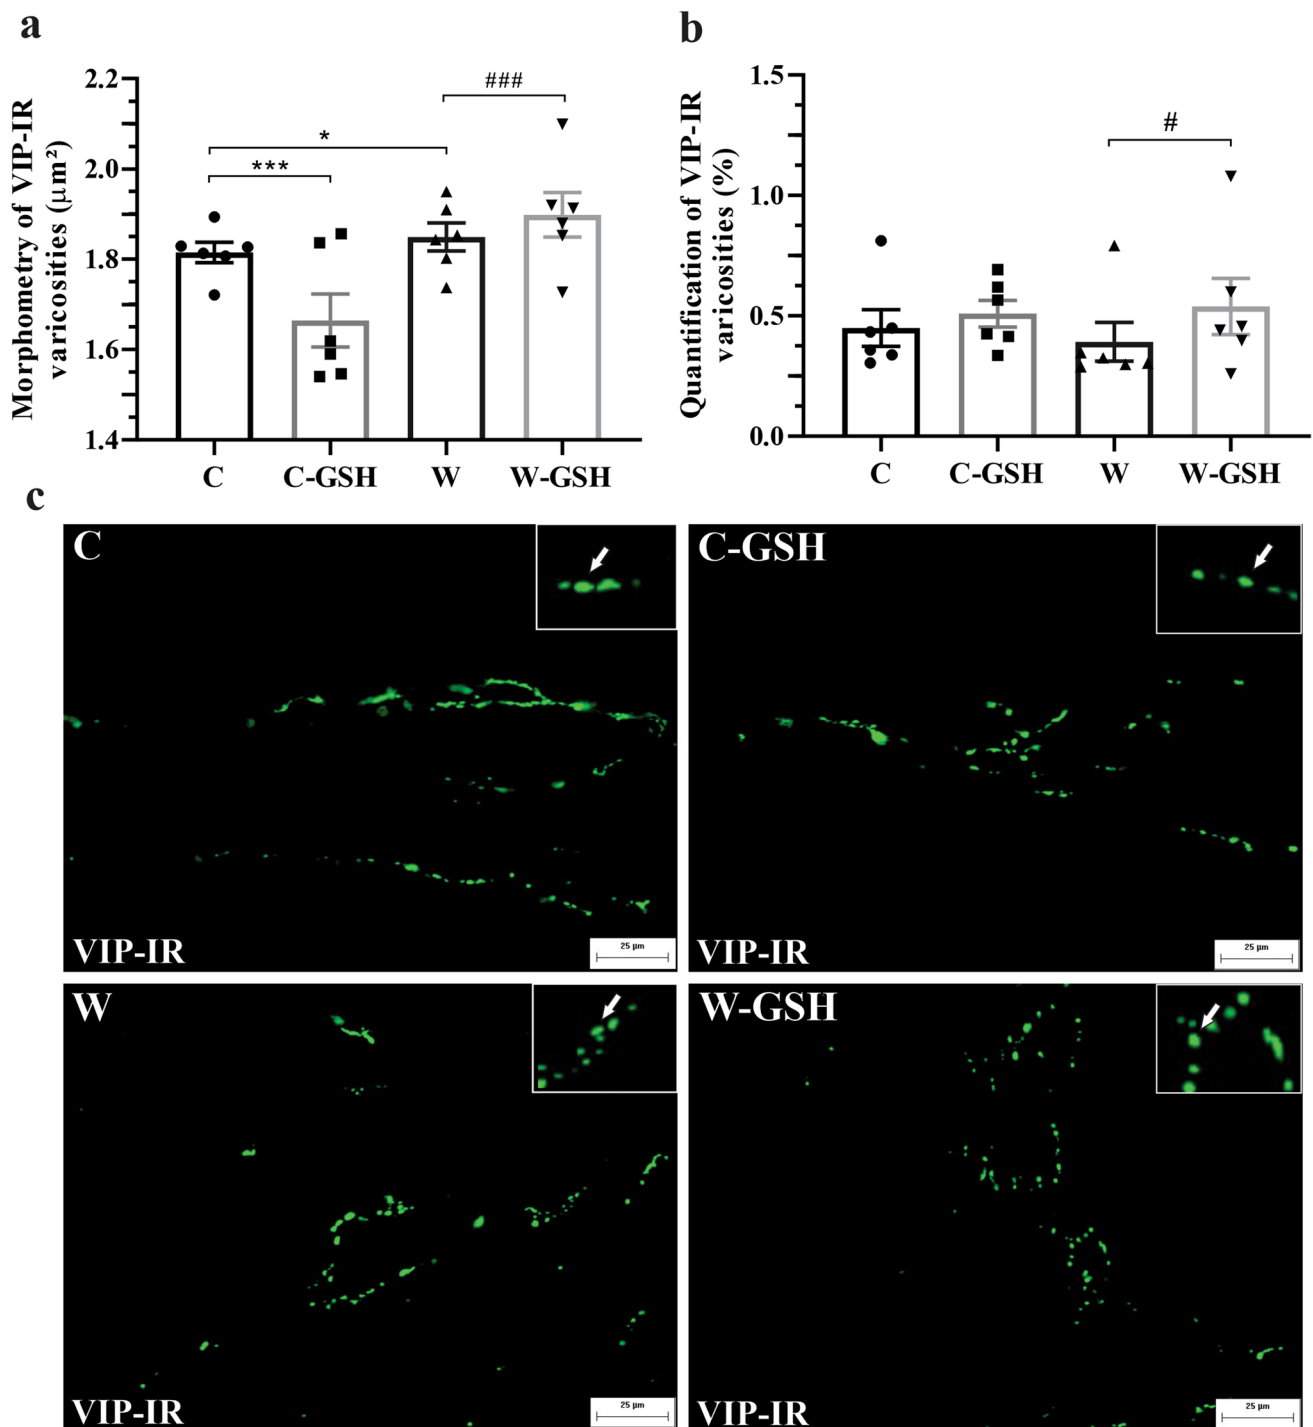 a
Morphometry of VIP-IR
varicosities (μm²)
2.2
2.0
1.8
1.6
1.4
***
*
###
C
C-GSH
W
W-GSH
b
Quantification of VIP-IR
varicosities (%)
1.5
1.0
0.5
0.0
#
C
C-GSH
W
W-GSH
c
C
VIP-IR
25 µm
C-GSH
VIP-IR
25 µm
W
VIP-IR
25 µm
W-GSH
VIP-IR
25 µm